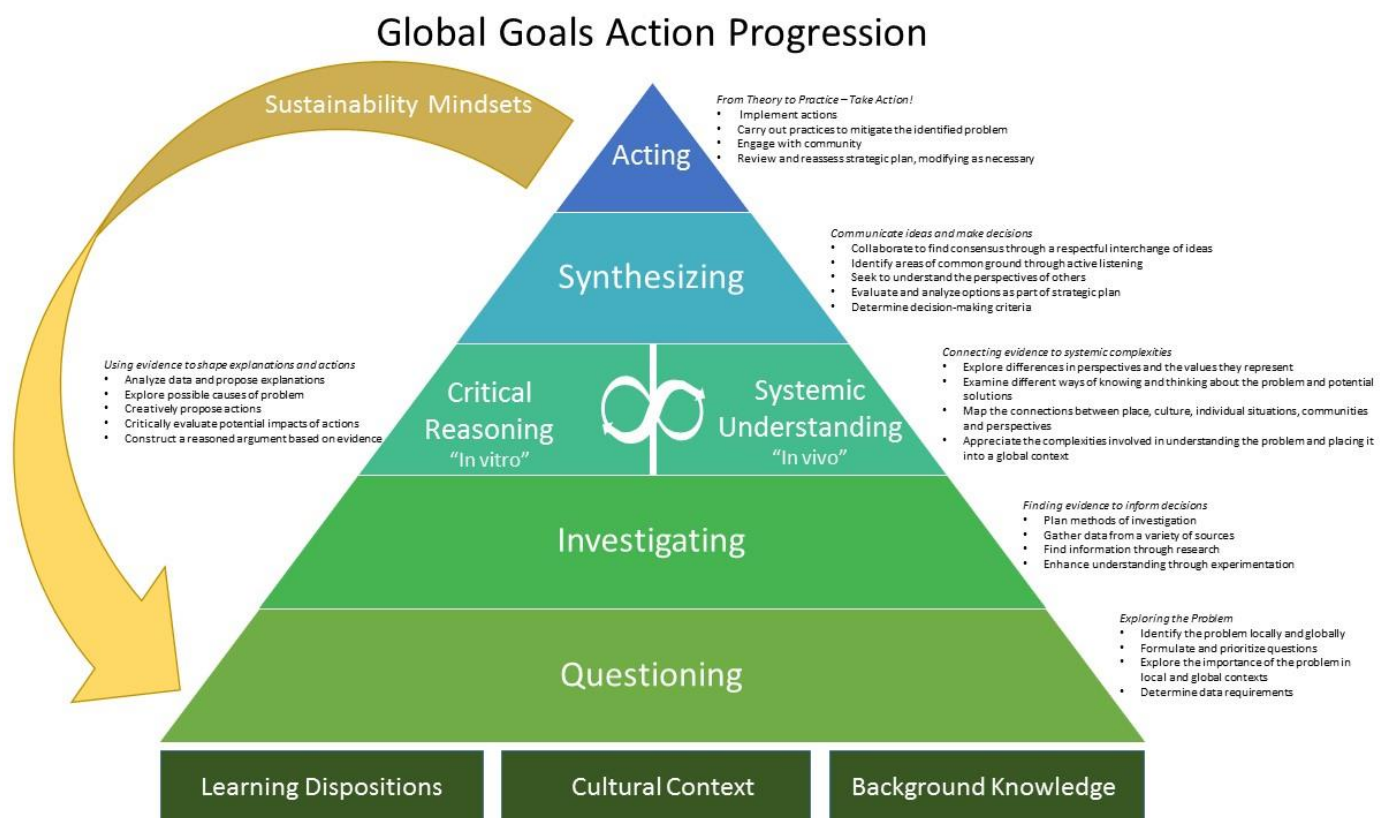 Global Goals Action Progression
Sustainability Mindsets
Acting
From Theory to Practice – Take Action!
• Implement actions
• Carry out practices to mitigate the identified problem
• Engage with community
• Review and reassess strategic plan, modifying as necessary
Synthesizing
Communicate ideas and make decisions
• Collaborate to find consensus through a respectful interchange of ideas
• Identify areas of common ground through active listening
• Seek to understand the perspectives of others
• Evaluate and analyze options as part of strategic plan
• Determine decision-making criteria
Using evidence to shape explanations and actions
• Analyze data and propose explanations
• Explore possible causes of problem
• Creatively propose actions
• Critically evaluate potential impacts of actions
• Construct a reasoned argument based on evidence
Critical
Reasoning
“In vitro”
Systemic
Understanding
“In vivo”
Connecting evidence to systemic complexities
• Explore differences in perspectives and the values they represent
• Examine different ways of knowing and thinking about the problem and potential
solutions
• Map the connections between place, culture, individual situations, communities
and perspectives
• Appreciate the complexities involved in understanding the problem and placing it
into a global context
Investigating
Finding evidence to inform decisions
• Plan methods of investigation
• Gather data from a variety of sources
• Find information through research
• Enhance understanding through experimentation
Questioning
Exploring the Problem
• Identify the problem locally and globally
• Formulate and prioritize questions
• Explore the importance of the problem in
local and global contexts
• Determine data requirements
Learning Dispositions
Cultural Context
Background Knowledge